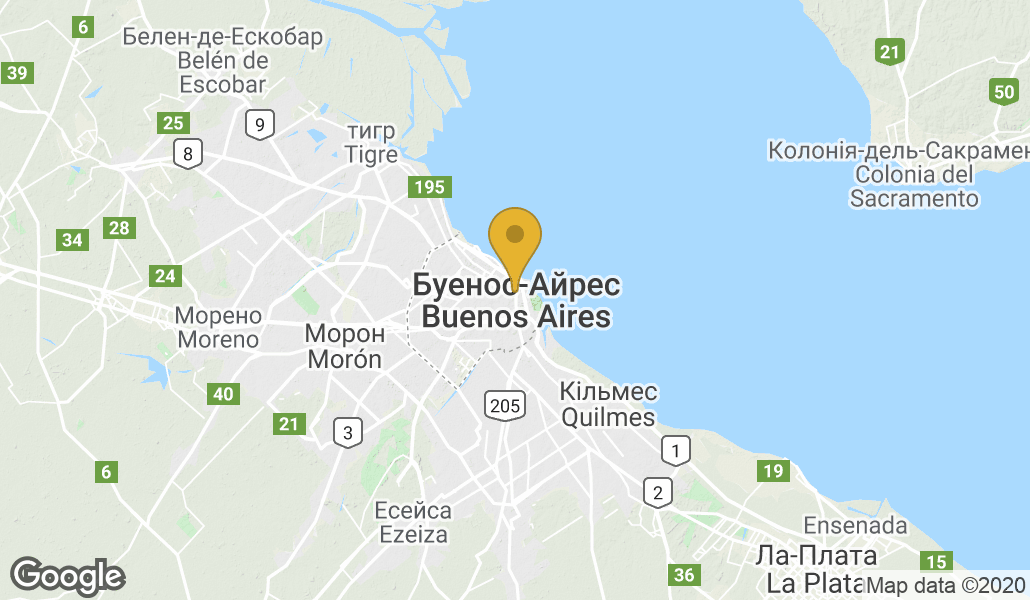 6
Белен-де-Ескобар
Belén de
Escobar
21
39
50
25
9
тигр
Tigre
8
Колонія-дель-Сакрамен
Colonia del
Sacramento
195
28
34
24
Буенос-Айрес
Buenos Aires
Морено
Moreno
Морон
Morón
40
Кільмес
Quilmes
205
21
3
1
6
19
2
Есейса
Ezeiza
Ensenada
Ла-Плата
La Plata
15
36
Google
Map data ©2020